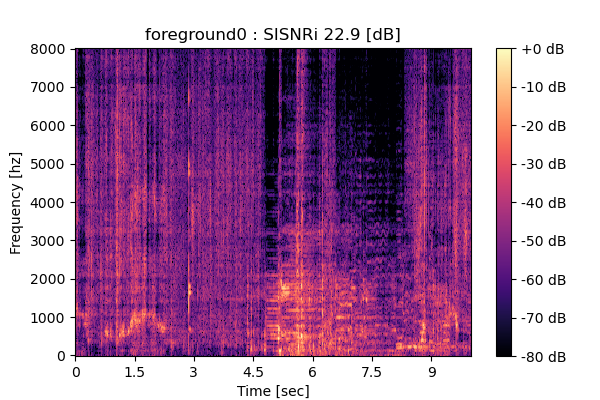 foreground0 : SISNRi 22.9 [dB]
8000
7000
6000
5000
4000
3000
2000
1000
0
Frequency [hz]
0 1.5 3 4.5 6 7.5 9
Time [sec]
+0 dB
-10 dB
-20 dB
-30 dB
-40 dB
-50 dB
-60 dB
-70 dB
-80 dB